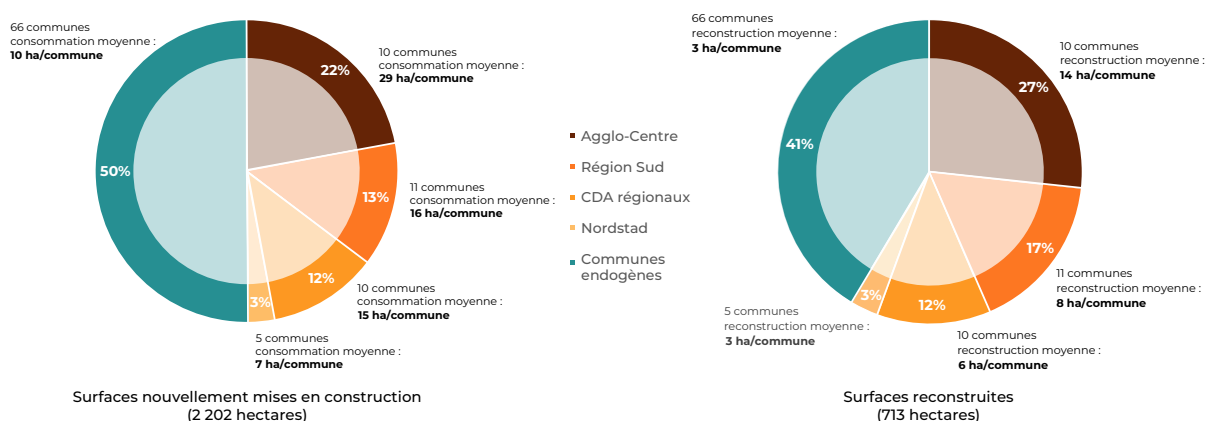 66 communes
consommation moyenne :
10 ha/commune
10 communes
consommation moyenne :
29 ha/commune
22%
50%
13%
12%
3%
11 communes
consommation moyenne :
16 ha/commune
10 communes
consommation moyenne :
15 ha/commune
5 communes
consommation moyenne :
7 ha/commune
Surfaces nouvellement mises en construction
(2 202 hectares)
Agglo-Centre
Région Sud
CDA régionaux
Nordstad
Communes
endogènes
66 communes
reconstruction moyenne :
3 ha/commune
10 communes
reconstruction moyenne :
14 ha/commune
27%
41%
17%
12%
3%
11 communes
reconstruction moyenne :
8 ha/commune
5 communes
reconstruction moyenne :
3 ha/commune
10 communes
reconstruction moyenne :
6 ha/commune
Surfaces reconstruites
(713 hectares)